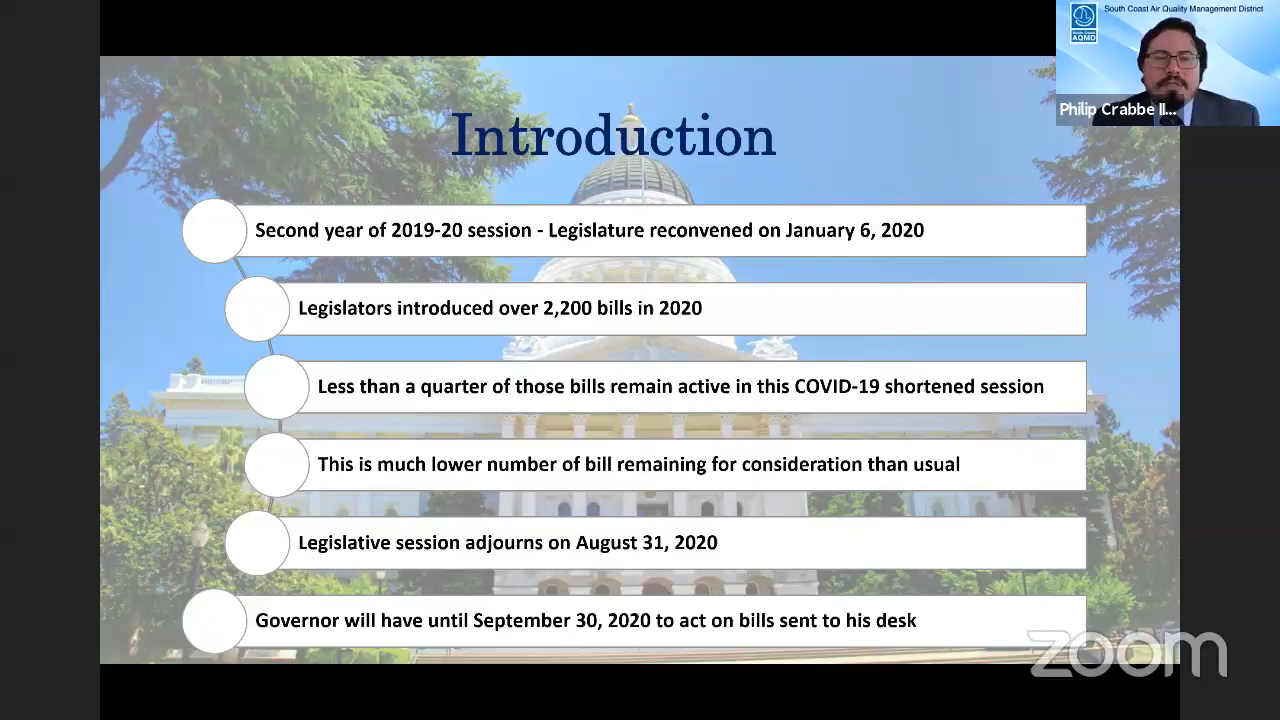 South Coast Air Quality Management District
South Coast
AQMD
Philip Crabbe II...
Introduction
Second year of 2019-20 session - Legislature reconvened on January 6, 2020
Legislators introduced over 2,200 bills in 2020
Less than a quarter of those bills remain active in this COVID-19 shortened session
This is much lower number of bill remaining for consideration than usual
Legislative session adjourns on August 31, 2020
Governor will have until September 30, 2020 to act on bills sent to his desk
zoom